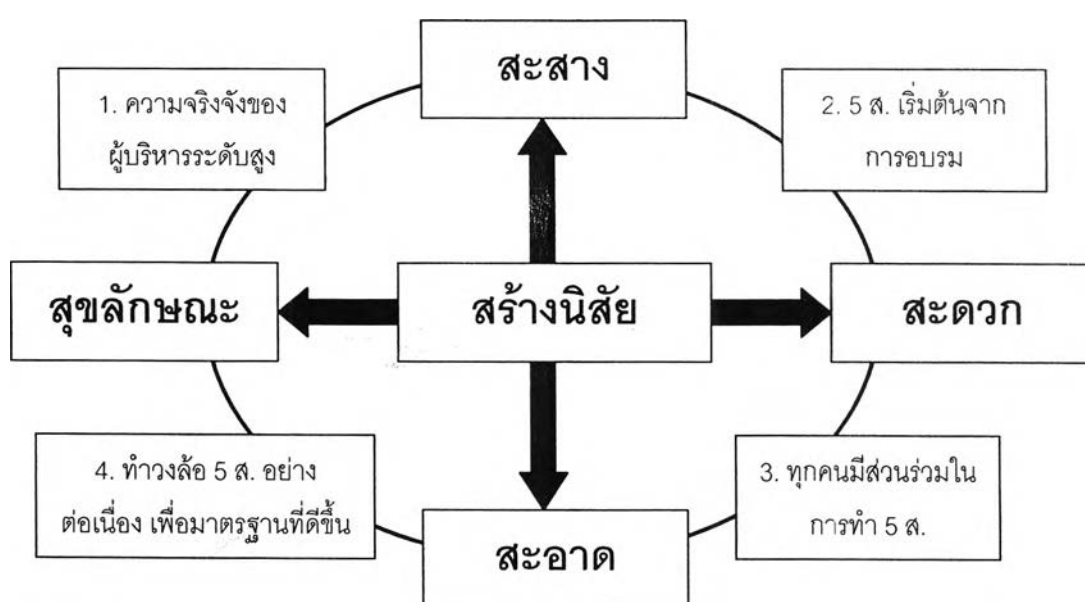 สะสาง
1. ความจริงจังของ
ผู้บริหารระดับสูง
2. 5 ส. เริ่มต้นจาก
การอบรม
สุขลักษณะ
สร้างนิสัย
สะดวก
4. ทำวงล้อ 5 ส. อย่าง
ต่อเนื่อง เพื่อมาตรฐานที่ดีขึ้น
3. ทุกคนมีส่วนร่วมใน
การทำ 5 ส.
สะอาด